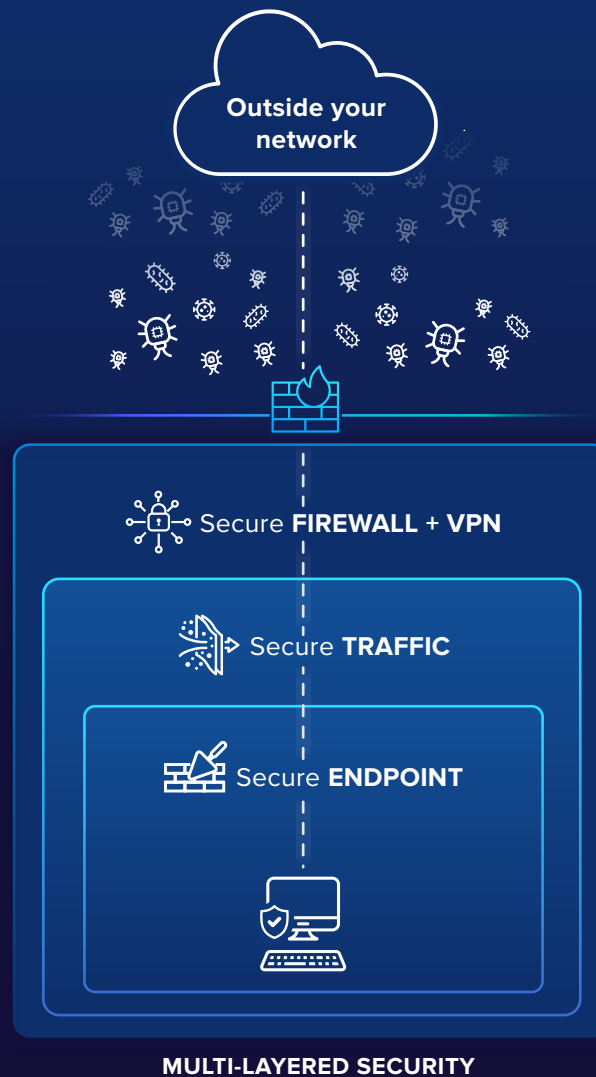 Outside your
network
Secure FIREWALL + VPN
Secure TRAFFIC
Secure ENDPOINT
MULTI-LAYERED SECURITY